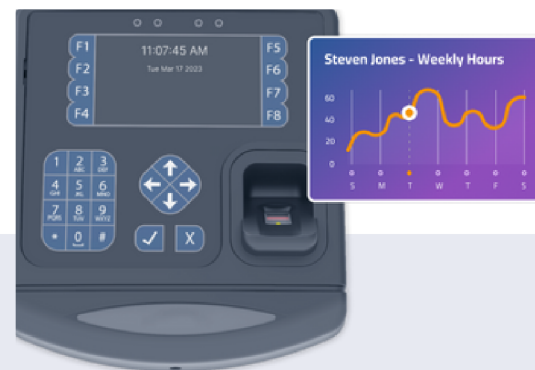 11:07:45 AM
Tue Mar 17 2023
F1
F2
F3
F4
F5
F6
F7
F8
Steven Jones - Weekly Hours
60
40
20
0
S M T W T F S
1 2 3
ABC DEF
4 5 6
GHI JKL MNO
7 8 9
PQRS TUV WXYZ
* 0 #
X